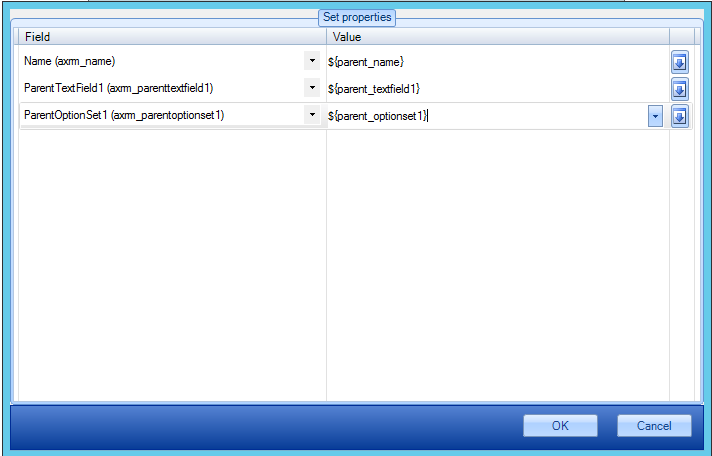 Set properties
Field Value
Name (axrm_name) ${parent_name}
ParentTextField1 (axrm_parenttextfield1) ${parent_textfield1}
ParentOptionSet1 (axrm_parentoptionset1) ${parent_optionset1}
OK Cancel